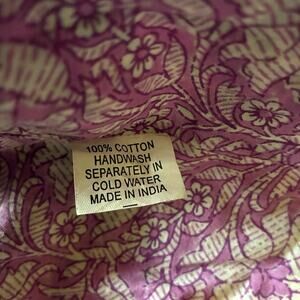 100% COTTON
HANDWASH
SEPARATELY IN
COLD WATER
MADE IN INDIA